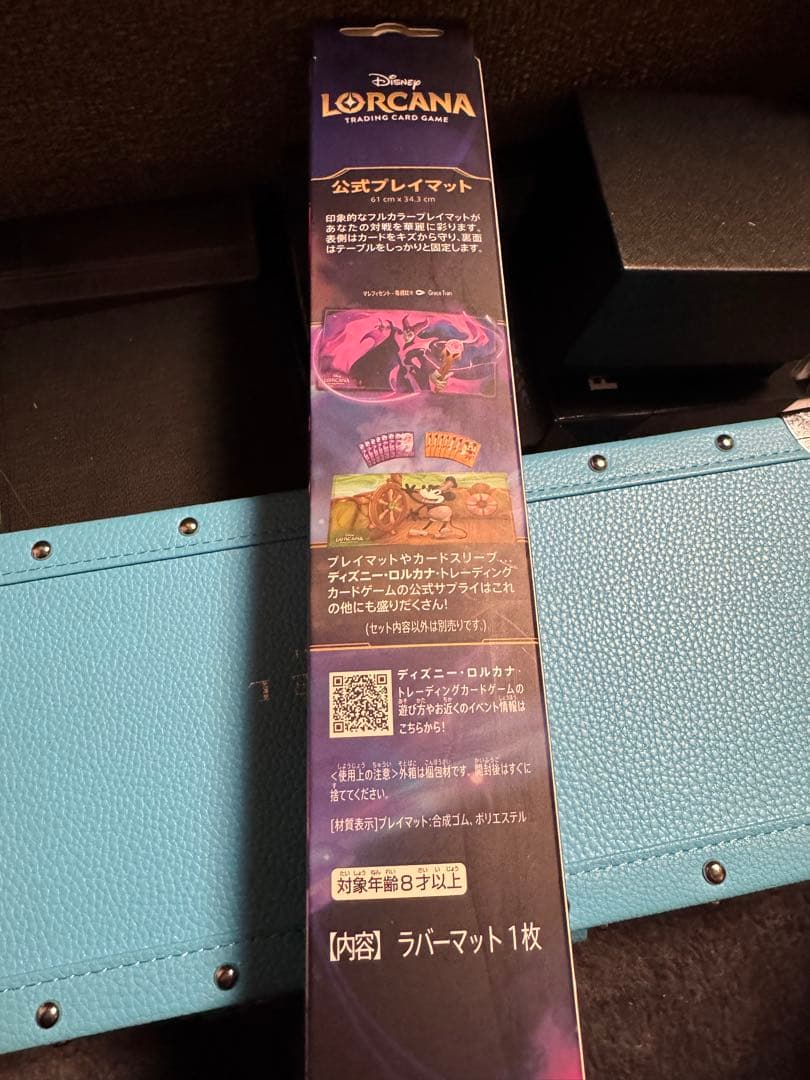 Disney
LORCANA
TRADING CARD GAME
公式プレイマット
61 cm x 34.3 cm
印象的なフルカラープレイマットが
あなたの対戦を華麗に彩ります。
表側はカードをキズから守り、裏面
はテーブルをしっかりと固定します。
Grace Tran
LORCANA
LORCANA
プレイマットやカードスリーブ、
ディズニー・ロルカナ・トレーディング
カードゲームの公式サプライはこれ
の他にも盛りだくさん!
(セット内容以外は別売りです。)
ディズニー・ロルカナ・
トレーディングカードゲームの
遊び方やお近くのイベント情報は
こちらから!
<使用上の注意>外箱は梱包材です。開封後はすぐに
捨ててください。
[材質表示]プレイマット:合成ゴム、ポリエステル
対象年齢8才以上
【内容】 ラバーマット1枚